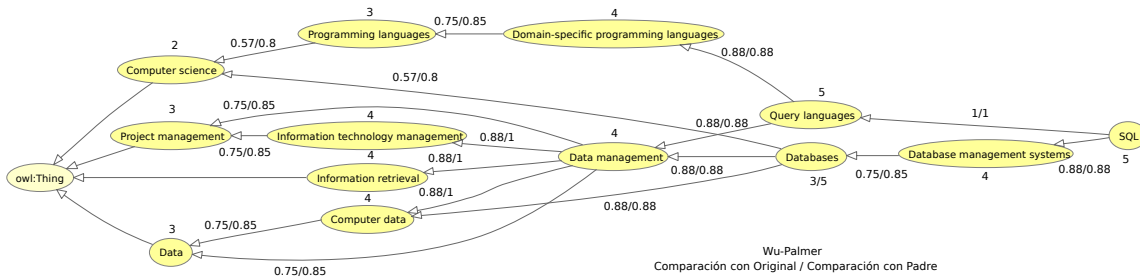 3
Programming languages
0.75/0.85
4
Domain-specific programming languages
2
Computer science
0.57/0.8
0.88/0.88
0.57/0.8
3
Project management
0.75/0.85
0.75/0.85
4
Information technology management
0.88/1
4
Data management
0.88/0.88
5
Query languages
1/1
SQL
5
owl:Thing
4
Information retrieval
0.88/1
0.88/0.88
Databases
3/5
0.75/0.85
Database management systems
4
0.88/0.88
4
Computer data
0.88/1
0.88/0.88
0.75/0.85
3
Data
0.75/0.85
Wu-Palmer
Comparación con Original / Comparación con Padre